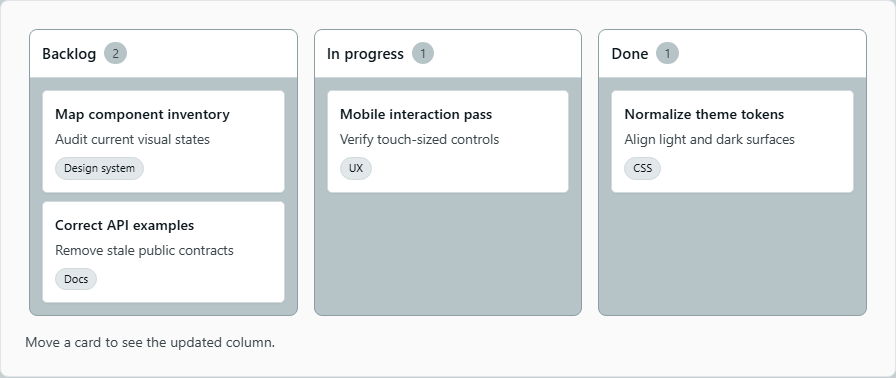 Backlog 2
Map component inventory
Audit current visual states
Design system
Correct API examples
Remove stale public contracts
Docs
In progress 1
Mobile interaction pass
Verify touch-sized controls
UX
Done 1
Normalize theme tokens
Align light and dark surfaces
CSS
Move a card to see the updated column.